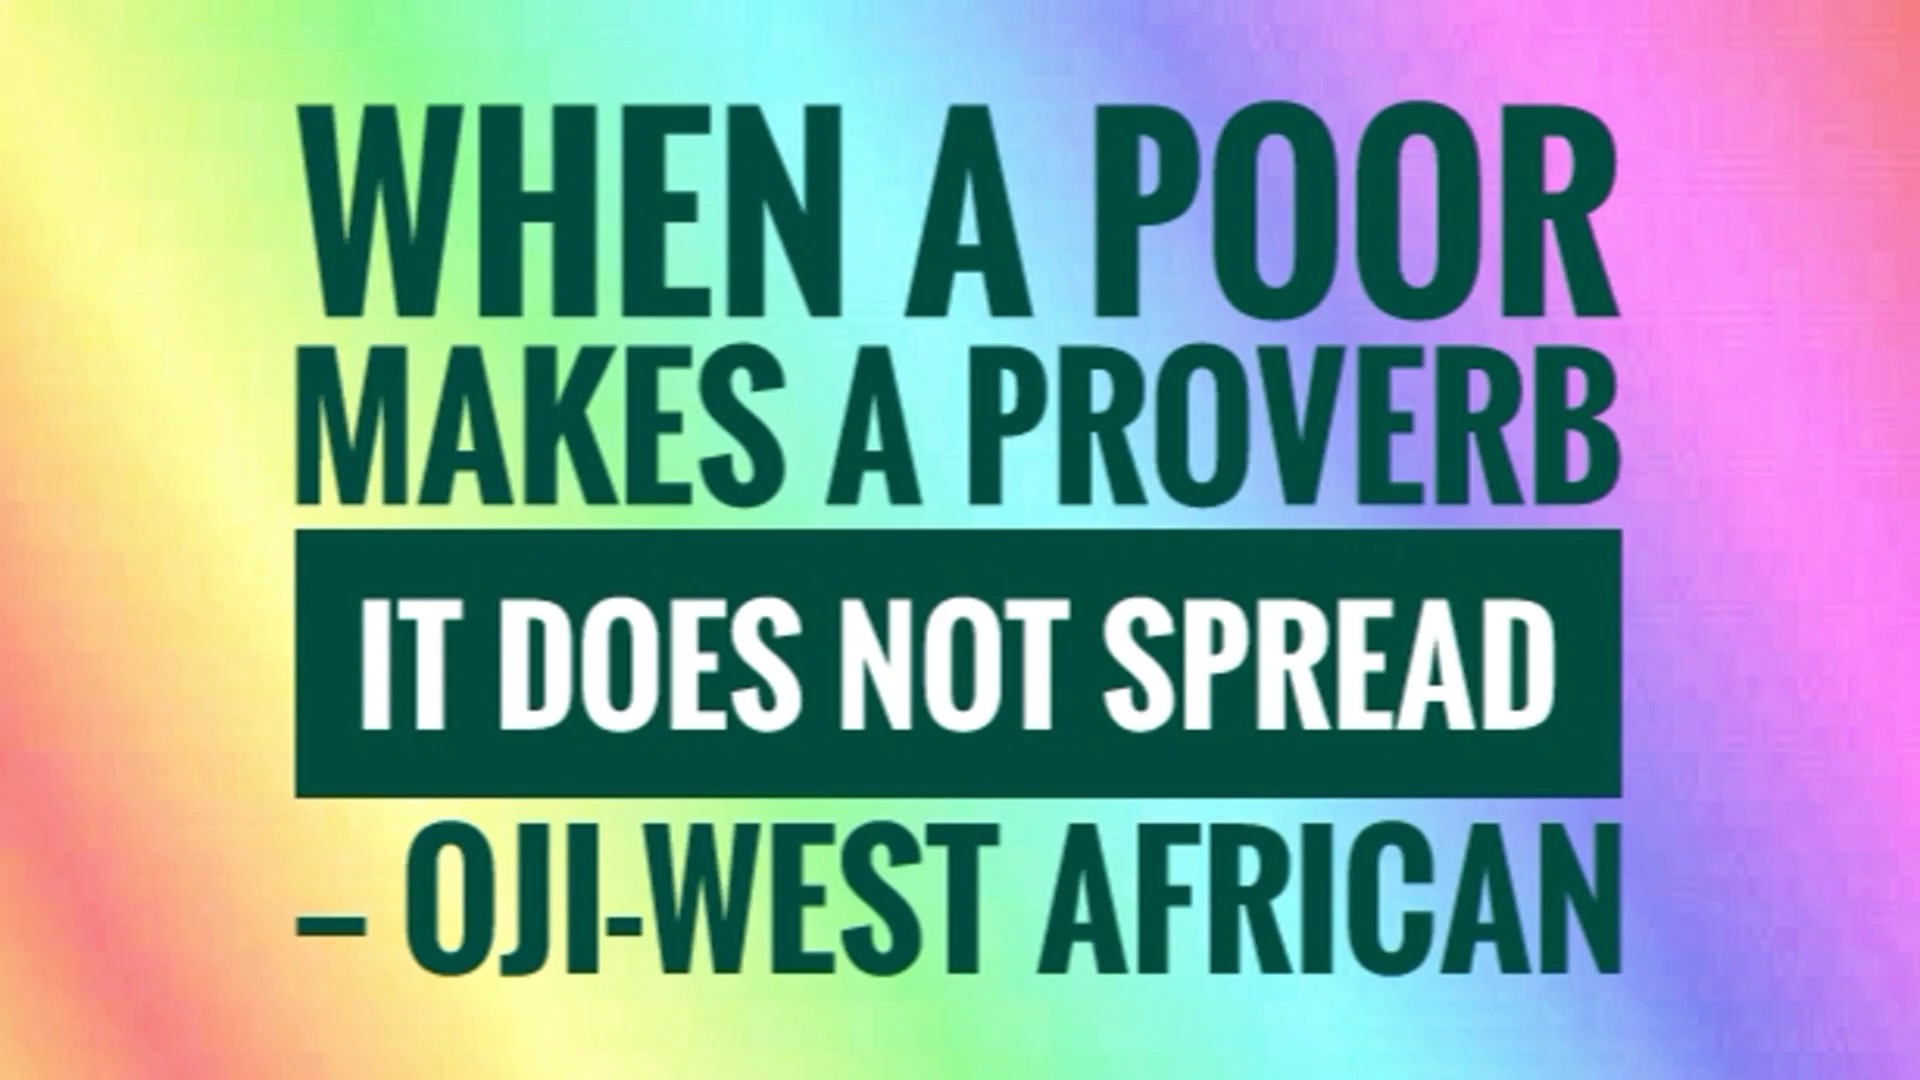 WHEN A POOR
MAKES A PROVERB
IT DOES NOT SPREAD
– OJI-WEST AFRICAN